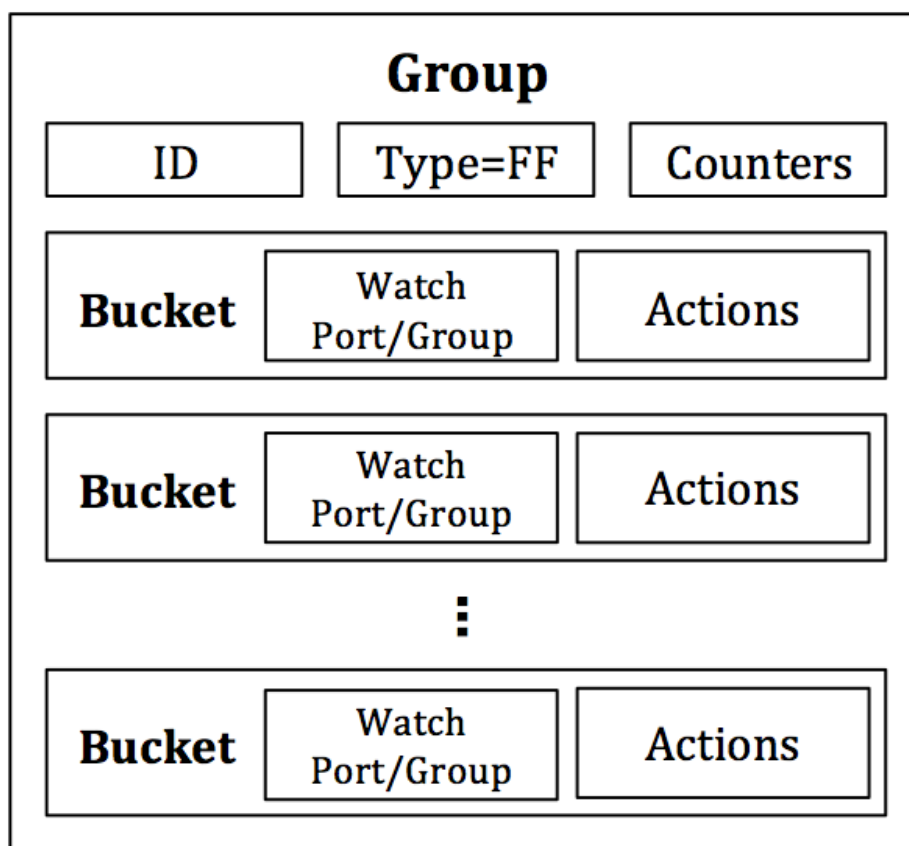 Group
ID Type=FF Counters
Bucket Watch Port/Group Actions
Bucket Watch Port/Group Actions
⋮
Bucket Watch Port/Group Actions